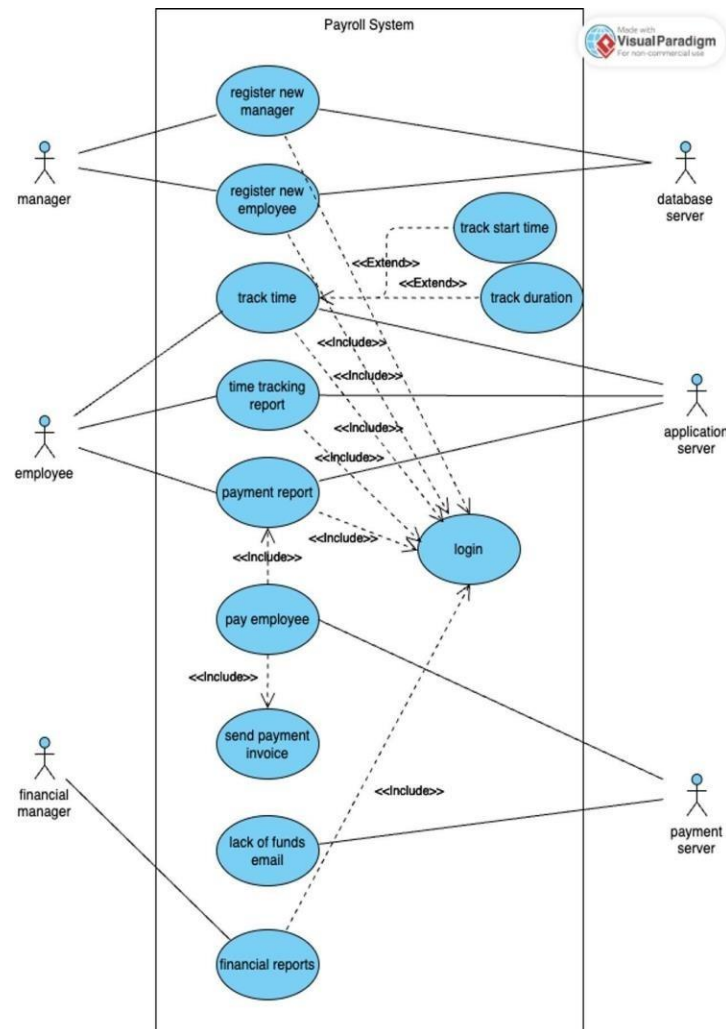 Payroll System
Made with
VisualParadigm
For non-commercial use
register new
manager
manager
database
server
register new
employee
track start time
<<Extend>>
<<Extend>>
track time
track duration
<<Include>>
<<Include>>
time tracking
report
<<Include>>
application
server
employee
<<Include>>
payment report
<<Include>>
login
<<Include>>
pay employee
<<Include>>
send payment
invoice
financial
manager
<<Include>>
payment
server
lack of funds
email
financial reports